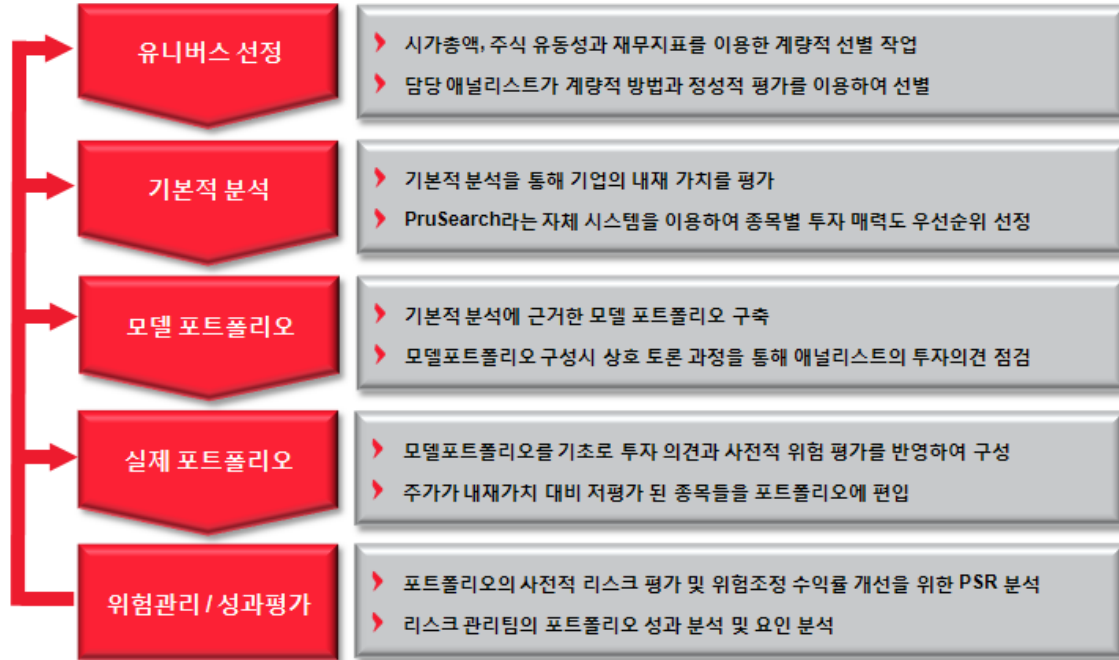 유니버스 선정
시가총액, 주식 유동성과 재무지표를 이용한 계량적 선별 작업
담당 애널리스트가 계량적 방법과 정성적 평가를 이용하여 선별
기본적 분석
기본적 분석을 통해 기업의 내재 가치를 평가
PruSearch라는 자체 시스템을 이용하여 종목별 투자 매력도 우선순위 선정
모델 포트폴리오
기본적 분석에 근거한 모델 포트폴리오 구축
모델포트폴리오 구성시 상호 토론 과정을 통해 애널리스트의 투자의견 점검
실제 포트폴리오
모델포트폴리오를 기초로 투자 의견과 사전적 위험 평가를 반영하여 구성
주가가 내재가치 대비 저평가 된 종목들을 포트폴리오에 편입
위험관리 / 성과평가
포트폴리오의 사전적 리스크 평가 및 위험조정 수익률 개선을 위한 PSR 분석
리스크 관리팀의 포트폴리오 성과 분석 및 요인 분석